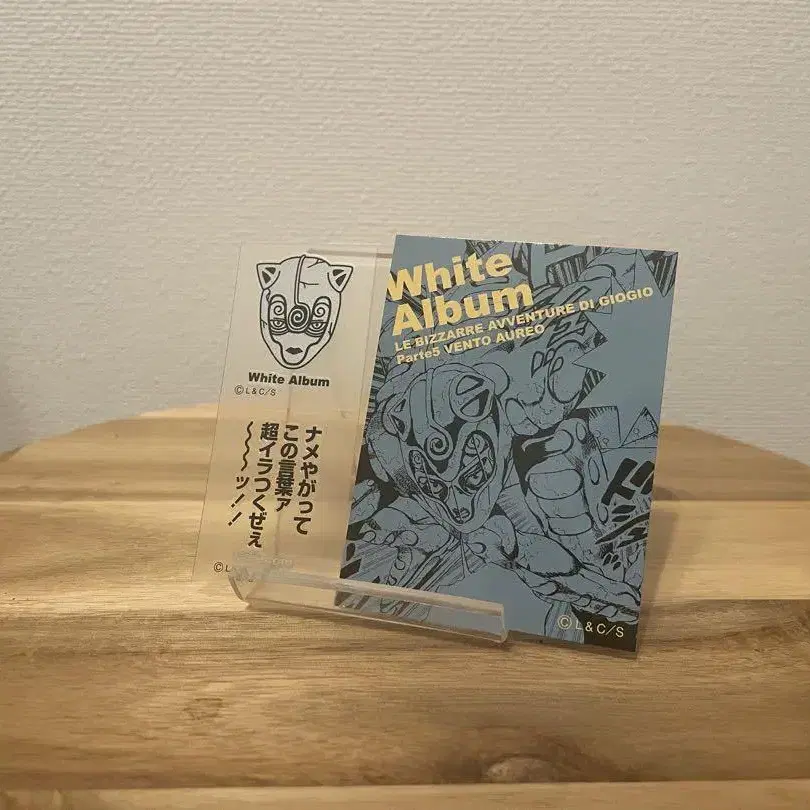 White Album
©L&C/S
ナメやがって
この言葉ァ
超イラつくぜえ
～～～ッ！！
White
Album
LE BIZZARRE AVVENTURE DI GIOGIO
Parte5 VENTO AUREO
©L&C/S